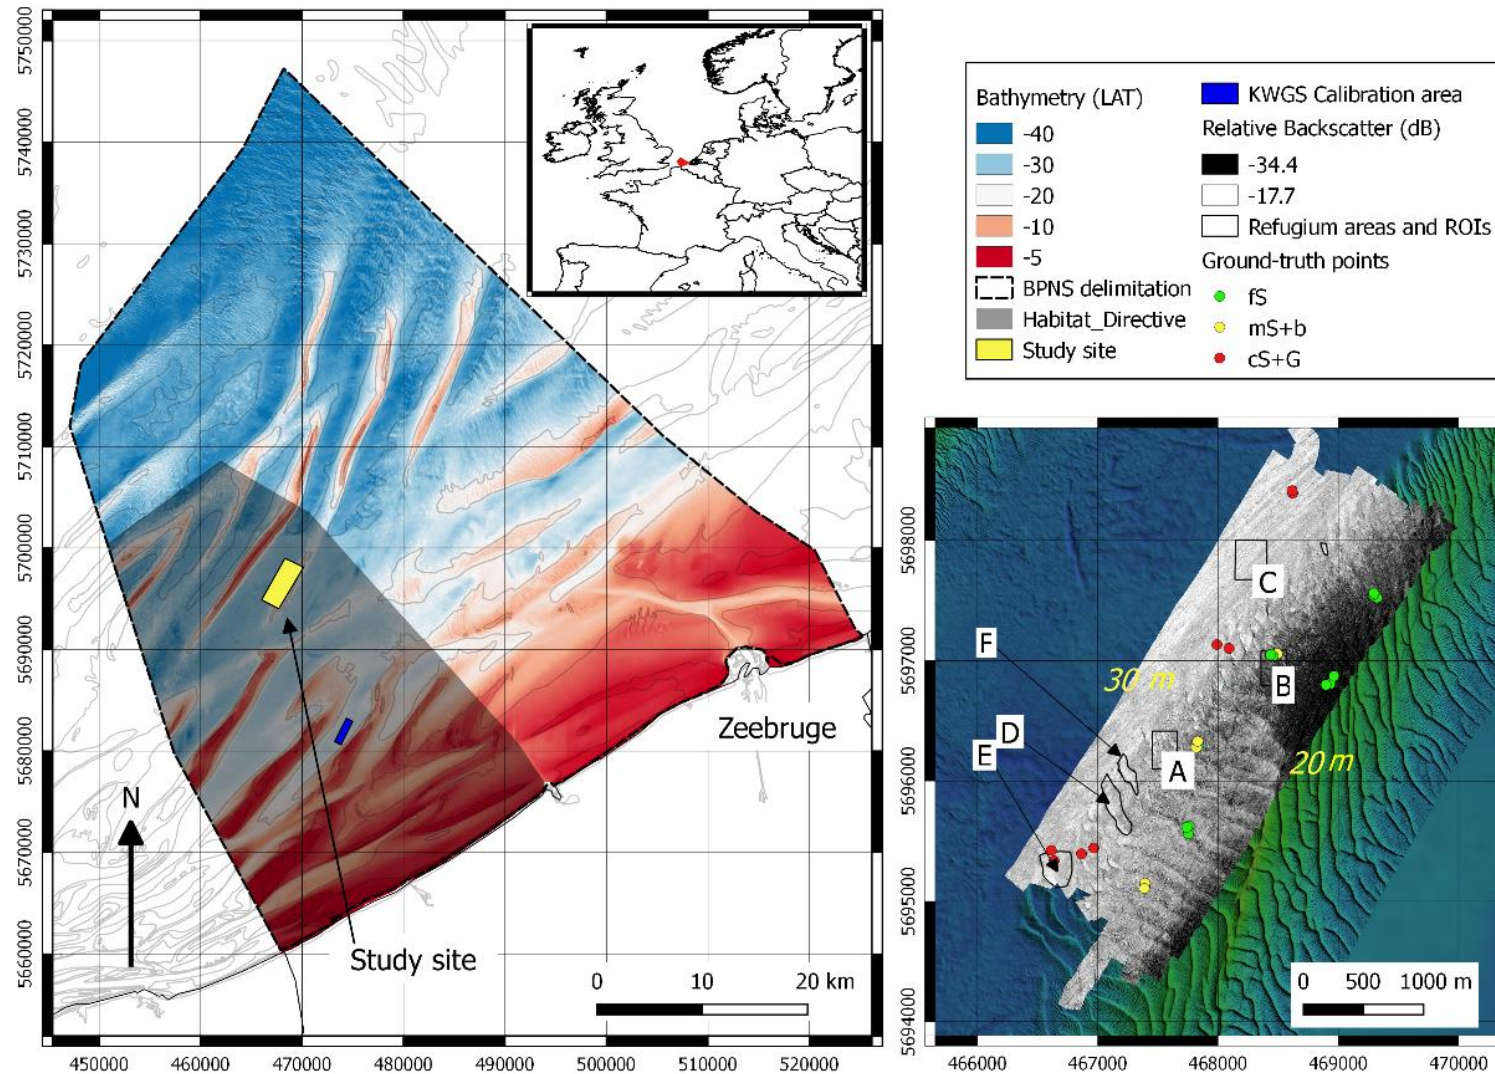 5750000
5740000
5730000
5720000
5710000
5700000
5690000
5680000
5670000
5660000
N
Zeebruge
Study site
0 10 20 km
450000 460000 470000 480000 490000 500000 510000 520000
Bathymetry (LAT)
-40
-30
-20
-10
-5
BPNS delimitation
Habitat_Directive
Study site
KWGS Calibration area
Relative Backscatter (dB)
-34.4
-17.7
Refugium areas and ROIs
Ground-truth points
fS
mS+b
cS+G
5698000
5697000
5696000
5695000
5694000
C
F
30 m
B
D
E
A
20 m
0 500 1000 m
466000 467000 468000 469000 470000